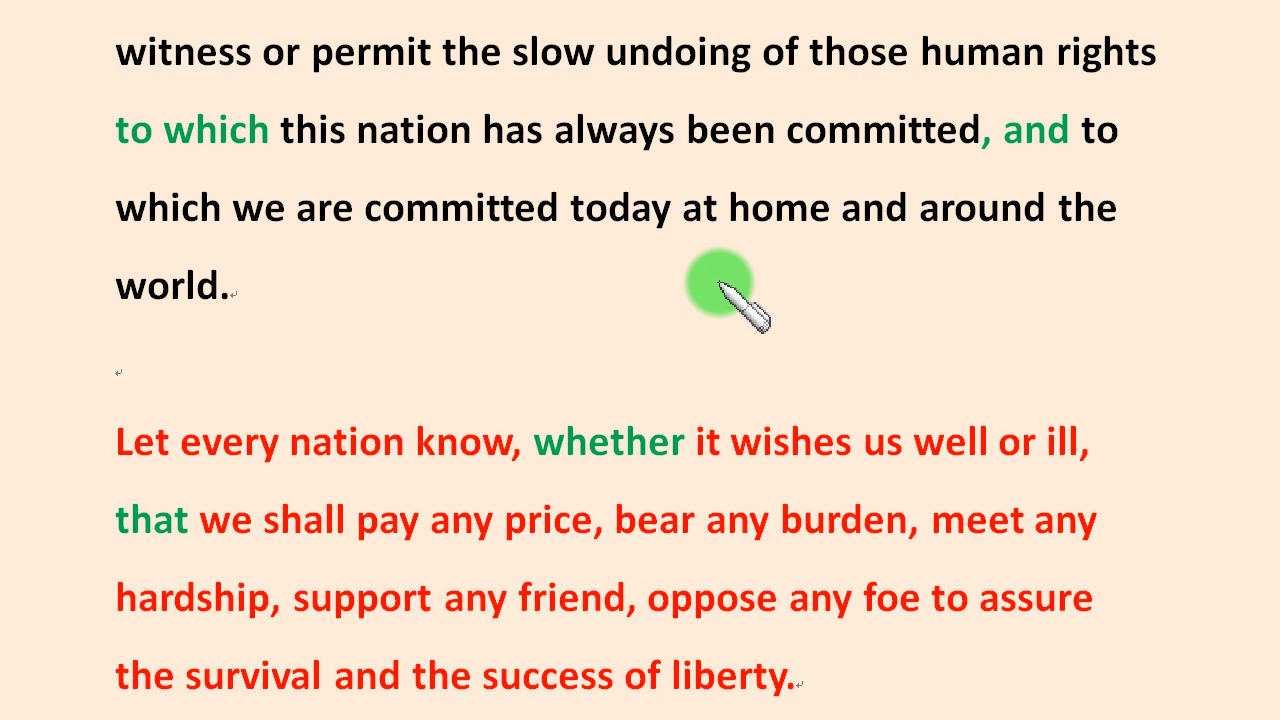 witness or permit the slow undoing of those human rights
to which this nation has always been committed, and to
which we are committed today at home and around the
world.
Let every nation know, whether it wishes us well or ill,
that we shall pay any price, bear any burden, meet any
hardship, support any friend, oppose any foe to assure
the survival and the success of liberty.